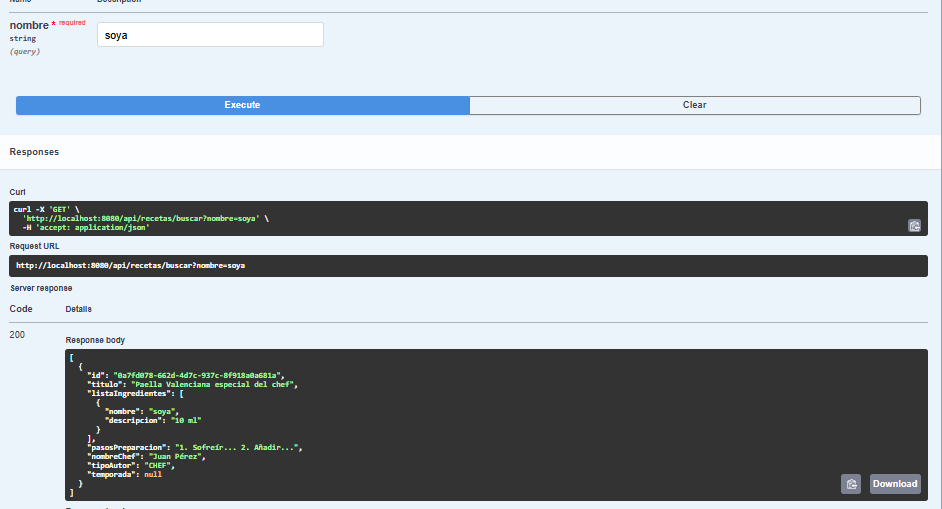 Name Description
nombre * required
string
(query)
soya
Execute Clear
Responses
Curl
curl -X 'GET' \
'http://localhost:8080/api/recetas/buscar?nombre=soya' \
-H 'accept: application/json'
Request URL
http://localhost:8080/api/recetas/buscar?nombre=soya
Server response
Code Details
200
Response body
[
{
"id": "0a7fd078-662d-4d7c-937c-8f918a0a681a",
"titulo": "Paella Valenciana especial del chef",
"listaIngredientes": [
{
"nombre": "soya",
"descripcion": "10 ml"
}
],
"pasosPreparacion": "1. Sofreír... 2. Añadir...",
"nombreChef": "Juan Pérez",
"tipoAutor": "CHEF",
"temporada": null
}
]
Download